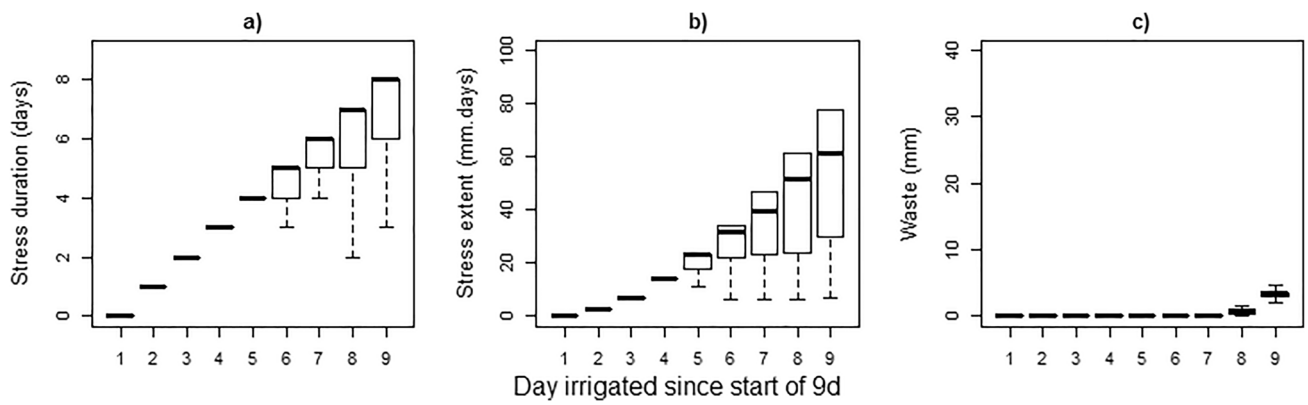 a)
b)
c)
Stress duration (days)
8
6
4
2
0
1 2 3 4 5 6 7 8 9
Stress extent (mm.days)
100
80
60
40
20
0
1 2 3 4 5 6 7 8 9
Waste (mm)
40
30
20
10
0
1 2 3 4 5 6 7 8 9
Day irrigated since start of 9d